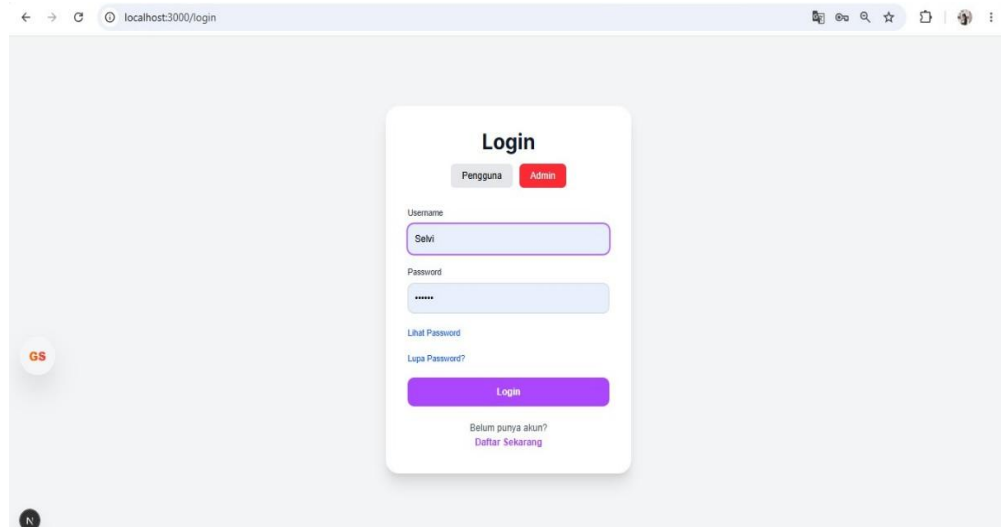 localhost:3000/login
Login
Pengguna Admin
Username
Selvi
Password
••••••
Lihat Password
Lupa Password?
GS
Login
Belum punya akun?
Daftar Sekarang
N